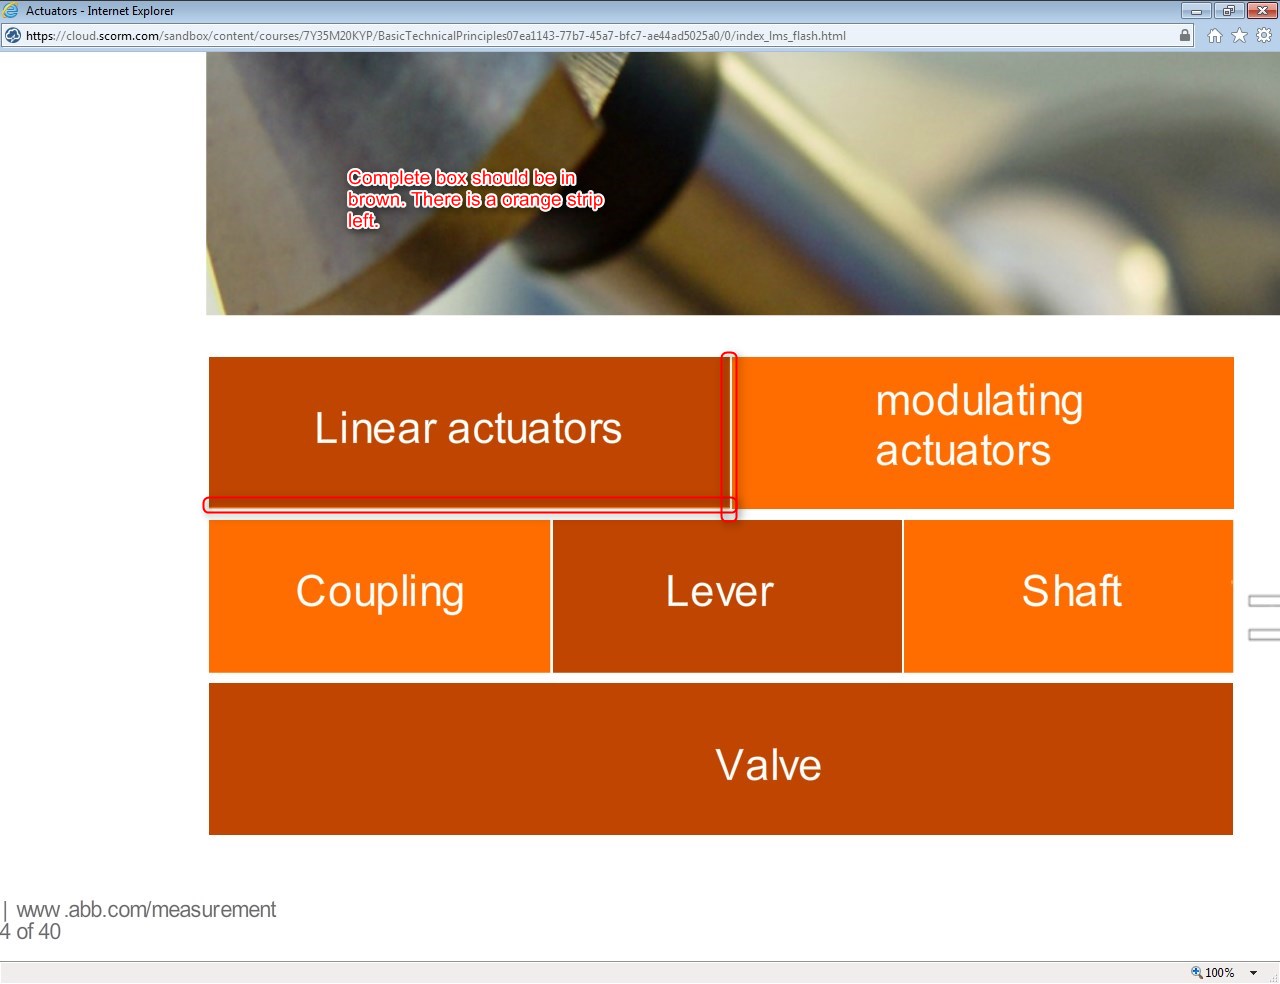 Actuators - Internet Explorer
https://cloud.scorm.com/sandbox/content/courses/7Y35M20KYP/BasicTechnicalPrinciples07ea1143-77b7-45a7-bfc7-ae44ad5025a0/0/index_lms_flash.html
Complete box should be in
brown. There is a orange strip
left.
Linear actuators
modulating
actuators
Coupling
Lever
Shaft
Valve
| www .abb.com/measurement
4 of 40
100%